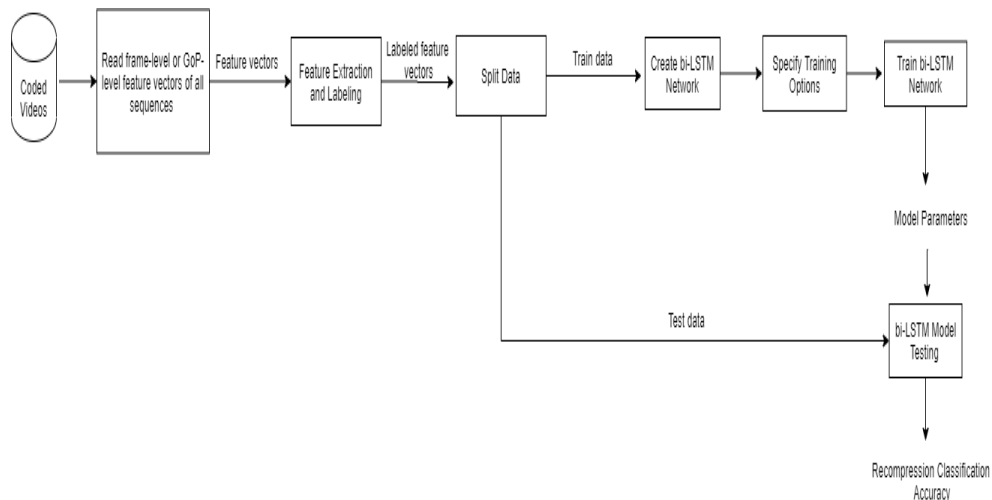 Coded
Videos
Read frame-level or GoP-
level feature vectors of all
sequences
Feature vectors
Feature Extraction
and Labeling
Labeled feature
vectors
Split Data
Train data
Create bi-LSTM
Network
Specify Training
Options
Train bi-LSTM
Network
Model Parameters
Test data
bi-LSTM Model
Testing
Recompression Classification
Accuracy